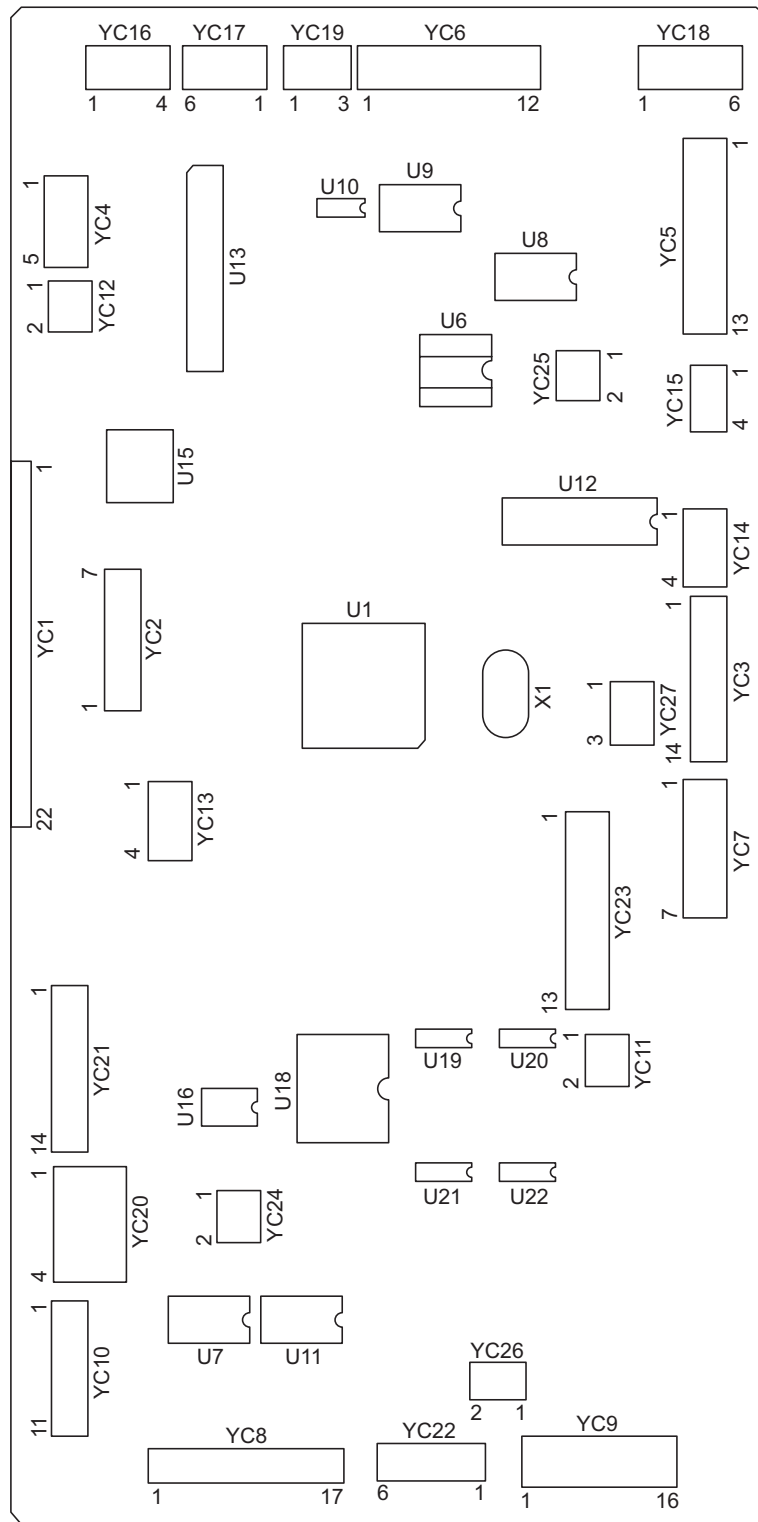 YC16 YC17 YC19 YC6 YC18
1 4 6 1 1 3 1 12 1 6
1
5
YC4
1
2
YC12
U13
U10
U9
U8
U6
YC25
1
2
1
13
YC5
YC15
1
4
U15
1
22
YC1
7
1
YC2
U12
1
4
YC14
U1
X1
1
3
YC27
1
14
YC3
1
4
YC13
1
13
YC23
1
7
YC7
1
14
YC21
U16
U18
U19
U20
1
2
YC11
U21
U22
1
4
YC20
1
2
YC24
U7
U11
1
11
YC10
YC26
2 1
YC8 YC22 YC9
1 17 6 1 1 16